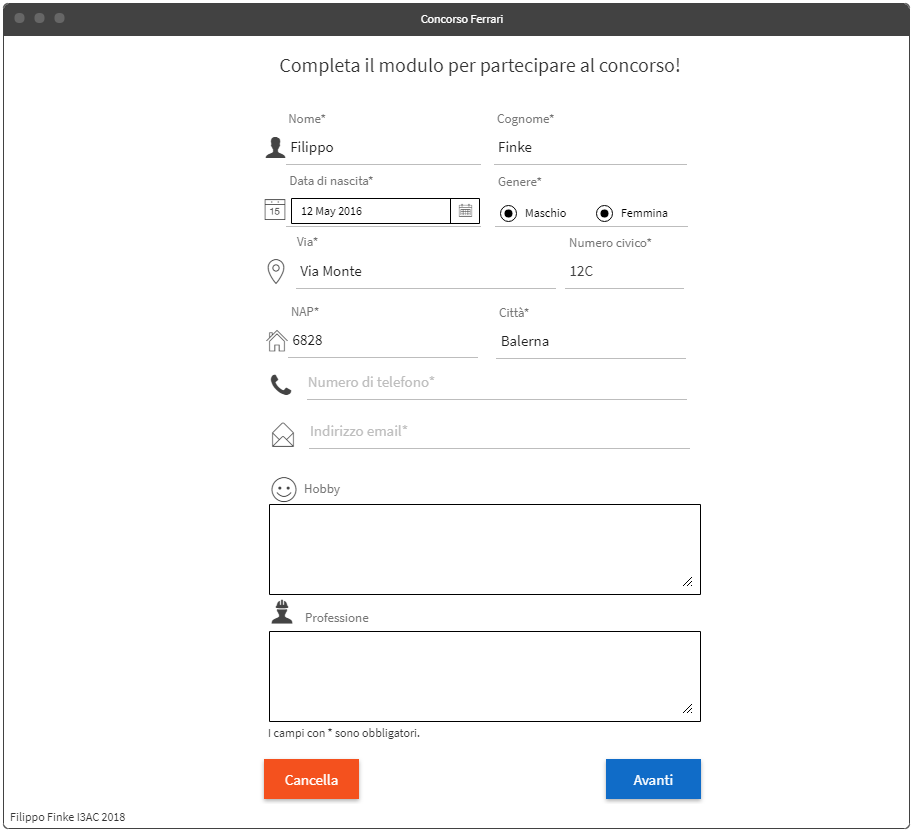 Concorso Ferrari
Completa il modulo per partecipare al concorso!
Nome* Cognome*
Filippo Finke
Data di nascita* Genere*
15 12 May 2016 Maschio Femmina
Via* Numero civico*
Via Monte 12C
NAP* Città*
6828 Balerna
Numero di telefono*
Indirizzo email*
Hobby
Professione
I campi con * sono obbligatori.
Cancella Avanti
Filippo Finke I3AC 2018